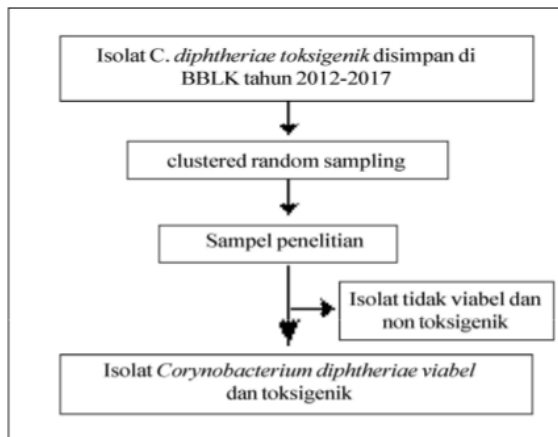 Isolat C. diphtheriae toksigenik disimpan di
BBLK tahun 2012-2017
clustered random sampling
Sampel penelitian
Isolat tidak viabel dan
non toksigenik
Isolat Corynobacterium diphtheriae viabel
dan toksigenik